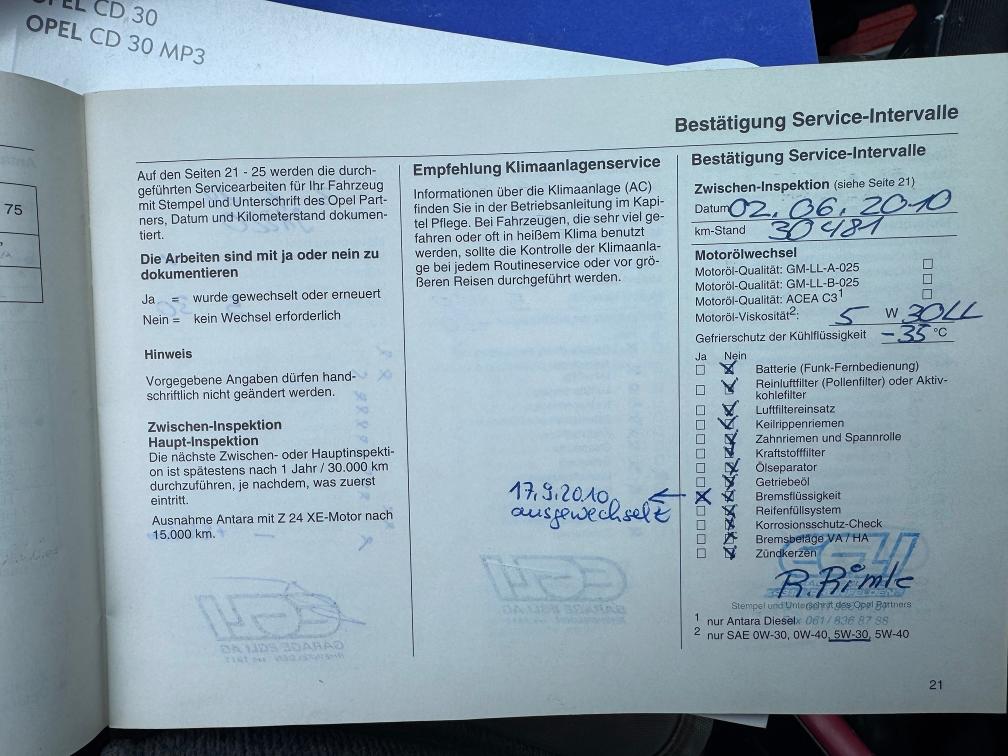 OPEL CD 30
OPEL CD 30 MP3
75
Bestätigung Service-Intervalle
Auf den Seiten 21 - 25 werden die durch-
geführten Servicearbeiten für Ihr Fahrzeug
mit Stempel und Unterschrift des Opel Part-
ners, Datum und Kilometerstand dokumen-
tiert.
Die Arbeiten sind mit ja oder nein zu
dokumentieren
Ja = wurde gewechselt oder erneuert
Nein = kein Wechsel erforderlich
Hinweis
Vorgegebene Angaben dürfen hand-
schriftlich nicht geändert werden.
Zwischen-Inspektion
Haupt-Inspektion
Die nächste Zwischen- oder Hauptinspekti-
on ist spätestens nach 1 Jahr / 30.000 km
durchzuführen, je nachdem, was zuerst
eintritt.
Ausnahme Antara mit Z 24 XE-Motor nach
15.000 km.
Empfehlung Klimaanlagenservice
Informationen über die Klimaanlage (AC)
finden Sie in der Betriebsanleitung im Kapi-
tel Pflege. Bei Fahrzeugen, die sehr viel ge-
fahren oder oft in heißem Klima benutzt
werden, sollte die Kontrolle der Klimaanla-
ge bei jedem Routineservice oder vor grö-
ßeren Reisen durchgeführt werden.
17.9.2010
ausgewechselt
Bestätigung Service-Intervalle
Zwischen-Inspektion (siehe Seite 21)
Datum 02.06.2010
km-Stand 30481
Motorölwechsel
Motoröl-Qualität: GM-LL-A-025
Motoröl-Qualität: GM-LL-B-025
Motoröl-Qualität: ACEA C3¹
Motoröl-Viskosität²: 5 W 30LL
Gefrierschutz der Kühlflüssigkeit -35 °C
Ja Nein
Batterie (Funk-Fernbedienung)
Reinluftfilter (Pollenfilter) oder Aktiv-
kohlefilter
Luftfiltereinsatz
Keilrippenriemen
Zahnriemen und Spannrolle
Kraftstofffilter
Ölseparator
Getriebeöl
Bremsflüssigkeit
Reifenfüllsystem
Korrosionsschutz-Check
Bremsbeläge VA / HA
Zündkerzen
R. Rimle
Stempel und Unterschrift des Opel Partners
061 / 836 87 88
¹ nur Antara Diesel
² nur SAE 0W-30, 0W-40, 5W-30, 5W-40
21